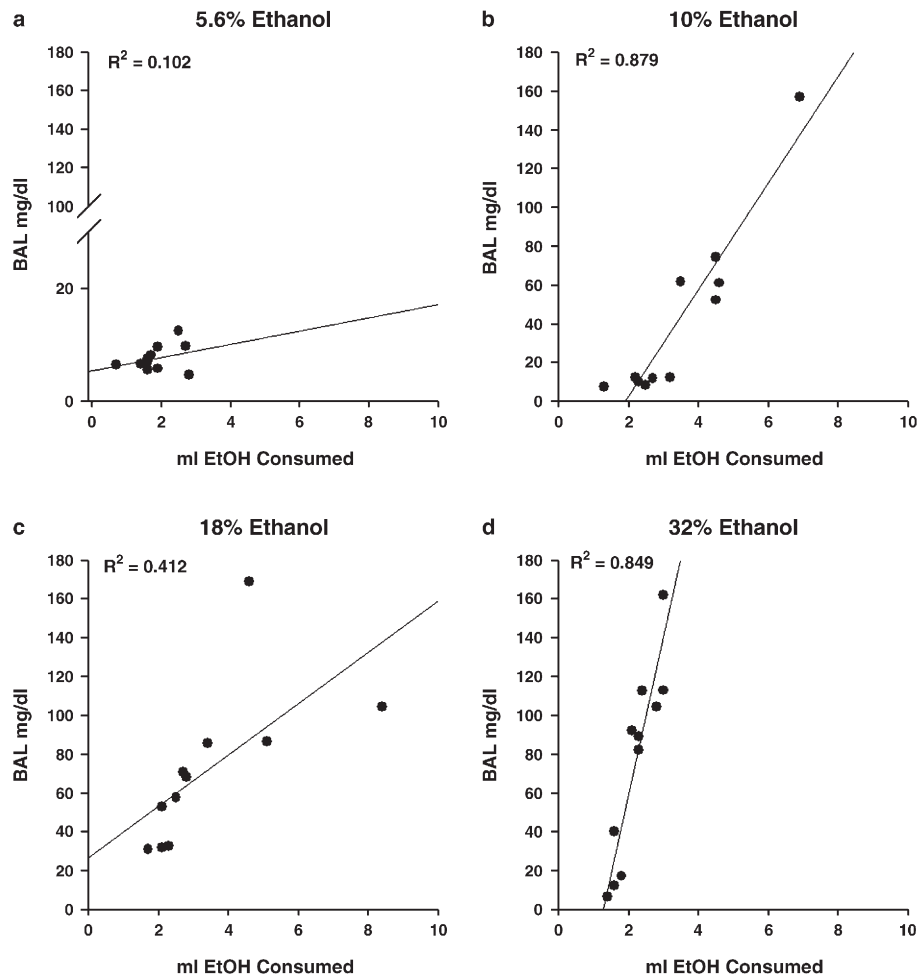 a
5.6% Ethanol
R² = 0.102
180
160
140
120
100
20
0
BAL mg/dl
0 2 4 6 8 10
ml EtOH Consumed
b
10% Ethanol
R² = 0.879
180
160
140
120
100
80
60
40
20
0
BAL mg/dl
0 2 4 6 8 10
ml EtOH Consumed
c
18% Ethanol
R² = 0.412
180
160
140
120
100
80
60
40
20
0
BAL mg/dl
0 2 4 6 8 10
ml EtOH Consumed
d
32% Ethanol
R² = 0.849
180
160
140
120
100
80
60
40
20
0
BAL mg/dl
0 2 4 6 8 10
ml EtOH Consumed